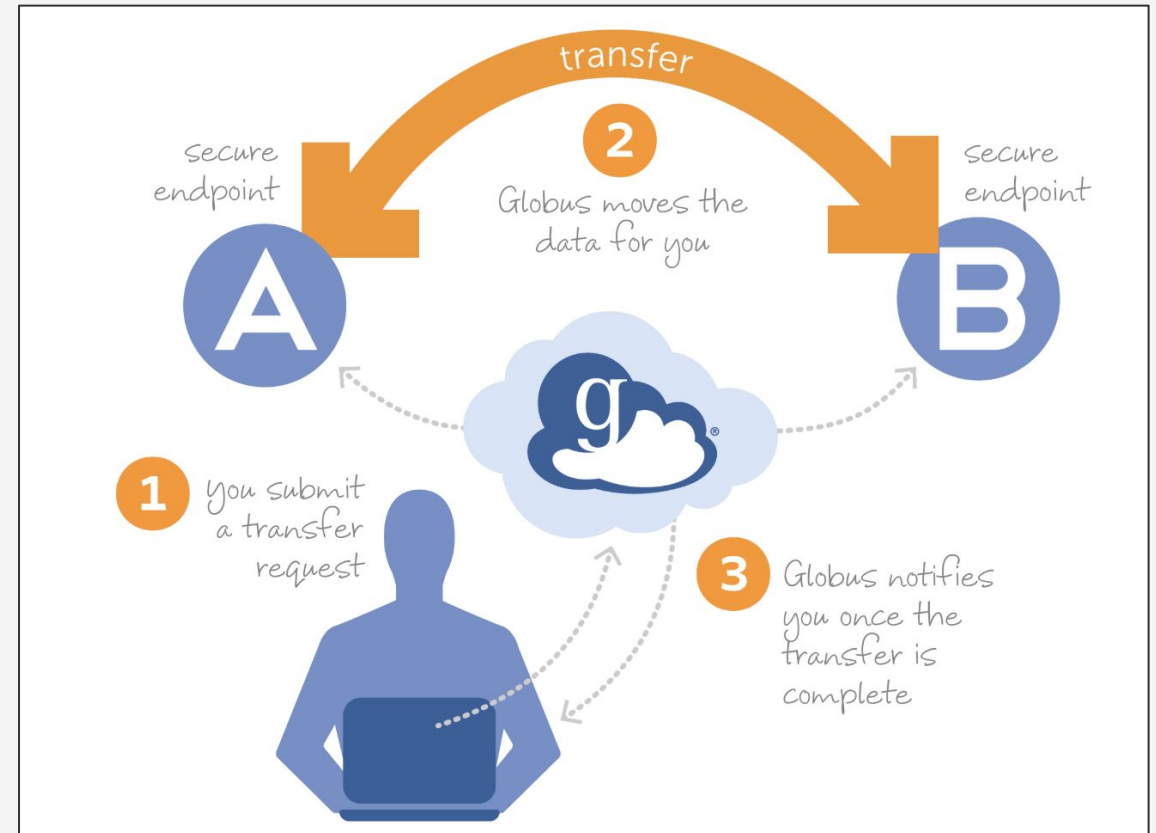 transfer
2
secure
endpoint
Globus moves the
data for you
secure
endpoint
A
B
g
®
1
you submit
a transfer
request
3
Globus notifies
you once the
transfer is
complete